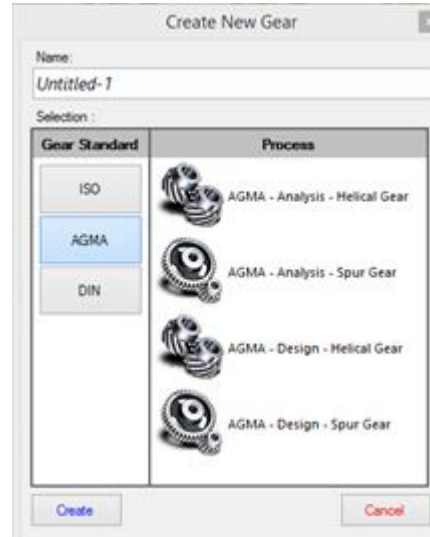 Create New Gear
Name:
Untitled-1
Selection :
Gear Standard
Process
ISO
AGMA
DIN
AGMA - Analysis - Helical Gear
AGMA - Analysis - Spur Gear
AGMA - Design - Helical Gear
AGMA - Design - Spur Gear
Create
Cancel